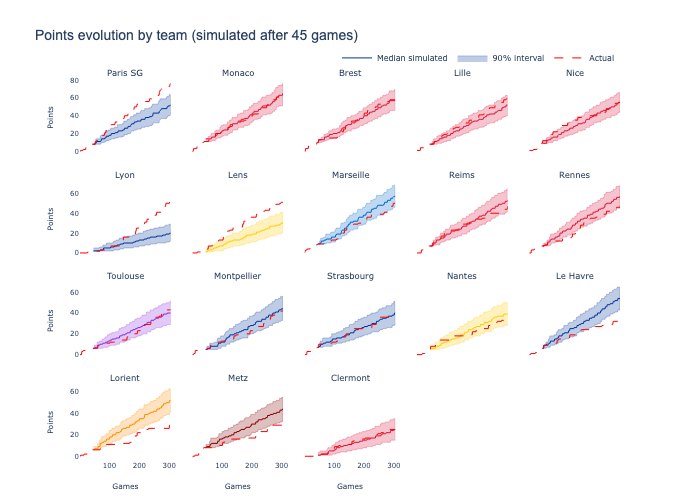 Points evolution by team (simulated after 45 games)
Median simulated 90% interval Actual
Paris SG Monaco Brest Lille Nice
80
60
40
20
0
Points
Lyon Lens Marseille Reims Rennes
60
40
20
0
Points
Toulouse Montpellier Strasbourg Nantes Le Havre
60
40
20
0
Points
Lorient Metz Clermont
60
40
20
0
Points
100 200 300 100 200 300 100 200 300
Games Games Games